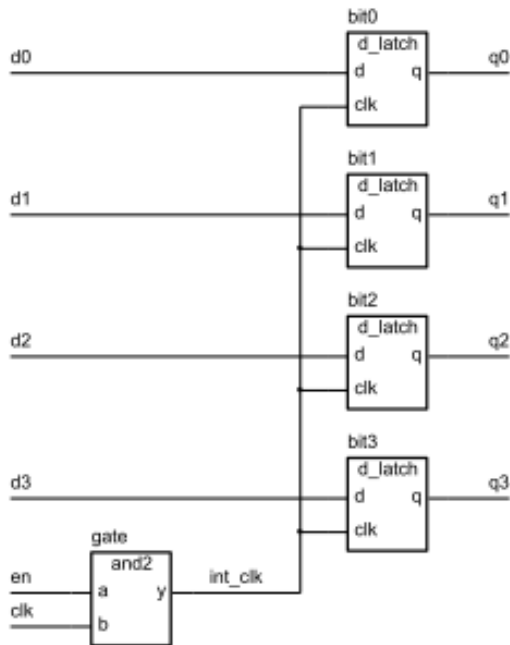 bit0
d_latch
d0 d q q0
clk
bit1
d_latch
d1 d q q1
clk
bit2
d_latch
d2 d q q2
clk
bit3
d_latch
d3 d q q3
clk
gate
and2
en a y int_clk
clk b